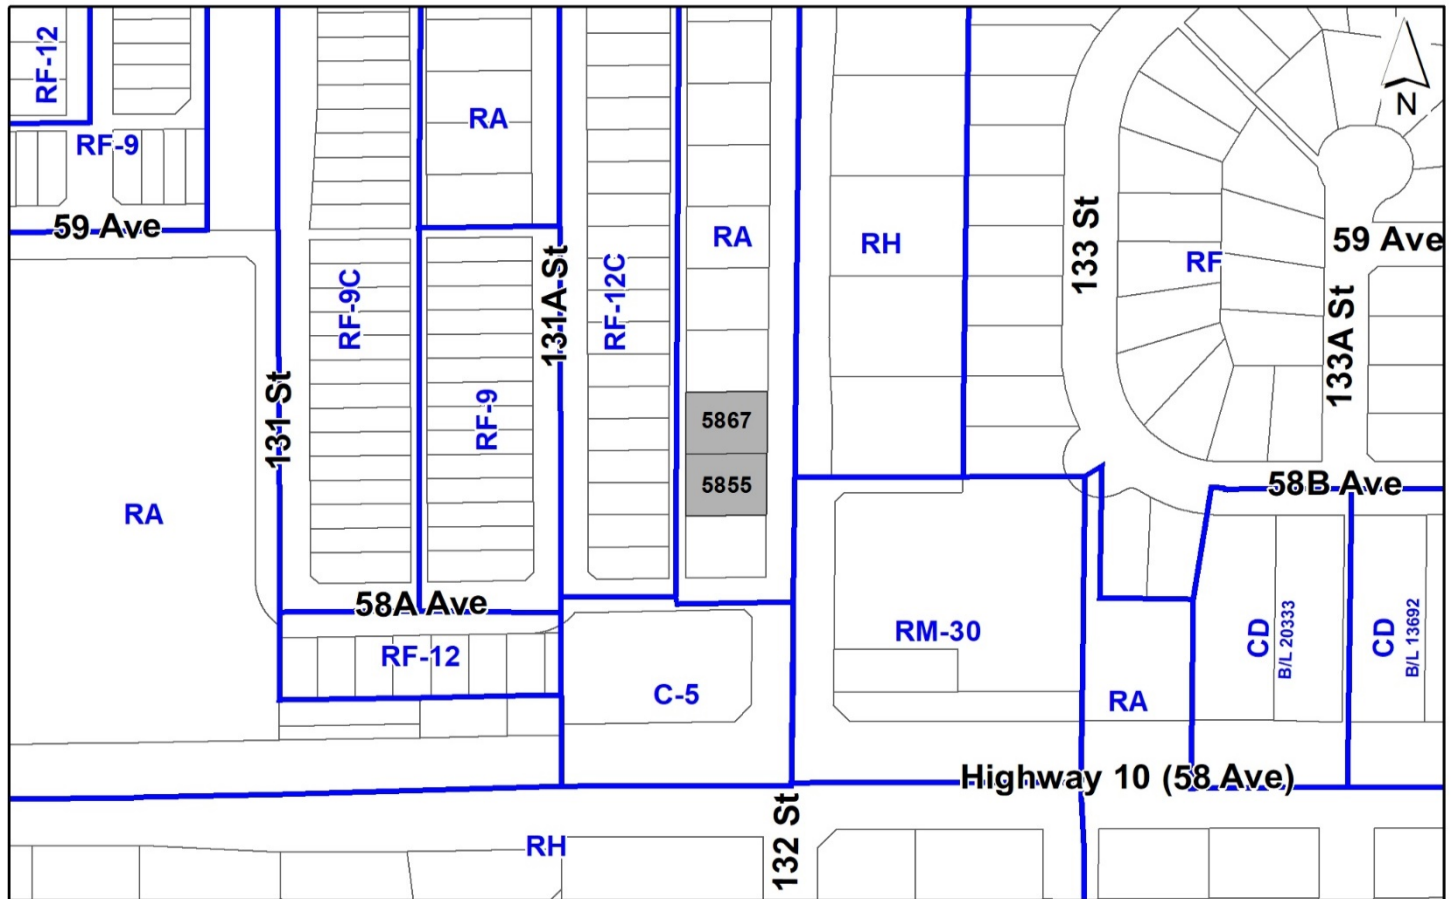 RF-12
N
RA
RF-9
59 Ave
RA
RH
59 Ave
133 St
RF
RF-9C
131A St
RF-12C
133A St
131 St
RF-9
5867
5855
58B Ave
RA
58A Ave
RF-12
RM-30
CD
B/L 20333
CD
B/L 13692
C-5
RA
Highway 10 (58 Ave)
132 St
RH